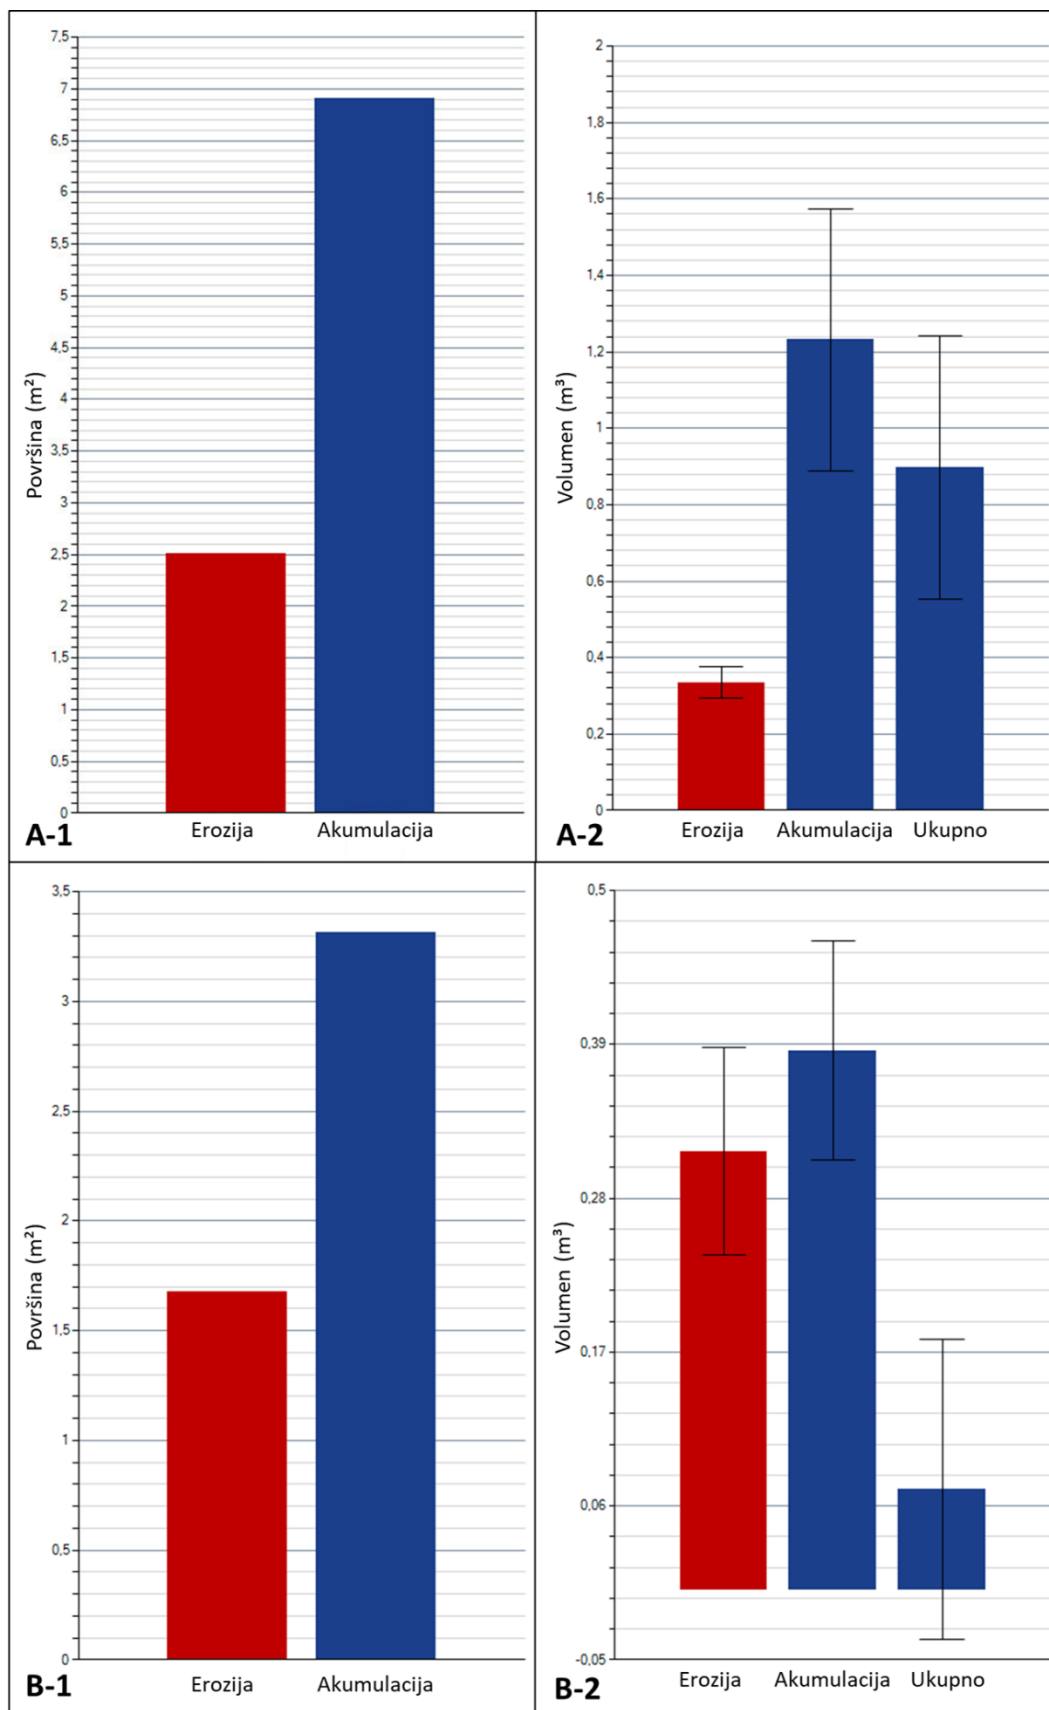 7,5
7
6,5
6
5,5
5
4,5
4
3,5
3
2,5
2
1,5
1
0,5
0
Površina (m²)
Erozija
Akumulacija
A-1
2
1,8
1,6
1,4
1,2
1
0,8
0,6
0,4
0,2
0
Volumen (m³)
Erozija
Akumulacija
Ukupno
A-2
3,5
3
2,5
2
1,5
1
0,5
0
Površina (m²)
Erozija
Akumulacija
B-1
0,5
0,39
0,28
0,17
0,06
-0,05
Volumen (m³)
Erozija
Akumulacija
Ukupno
B-2